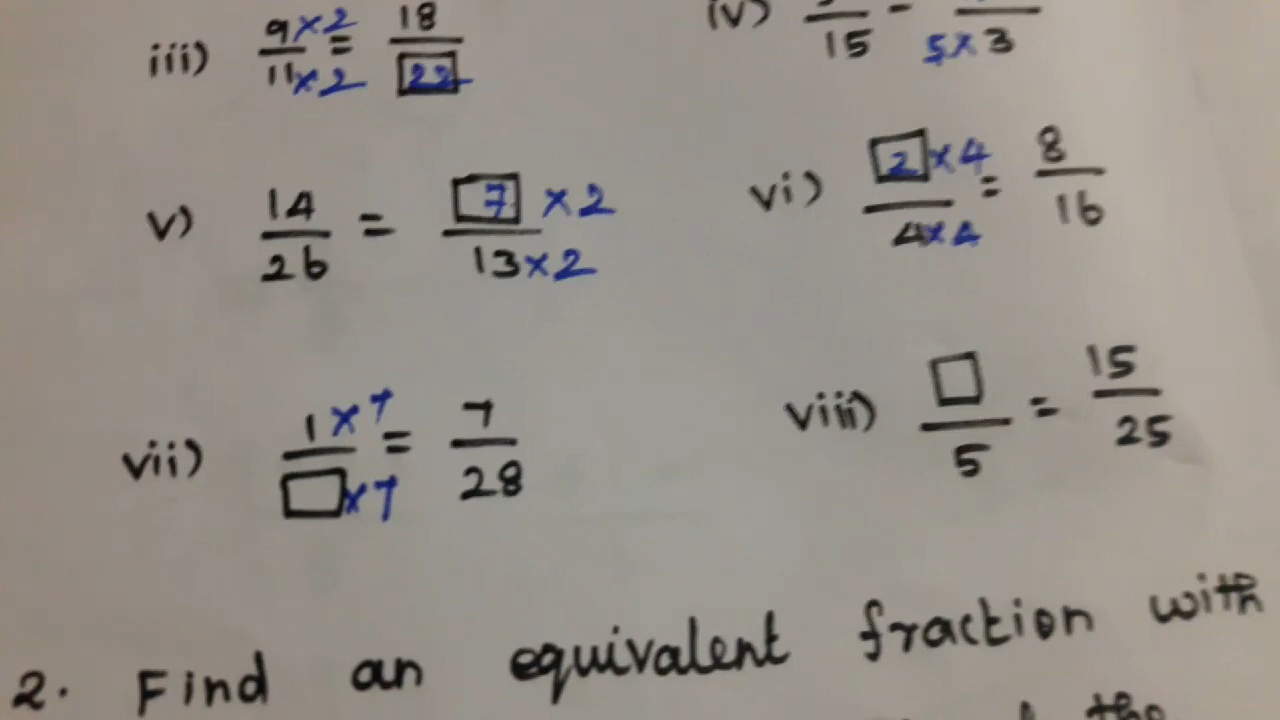 iii) 9×2/11×2 = 18/22
iv) /15 = /5×3
v) 14/26 = 7×2/13×2
vi) 2×4/4×4 = 8/16
vii) 1×7/□×7 = 7/28
viii) □/5 = 15/25
2. Find an equivalent fraction with
the